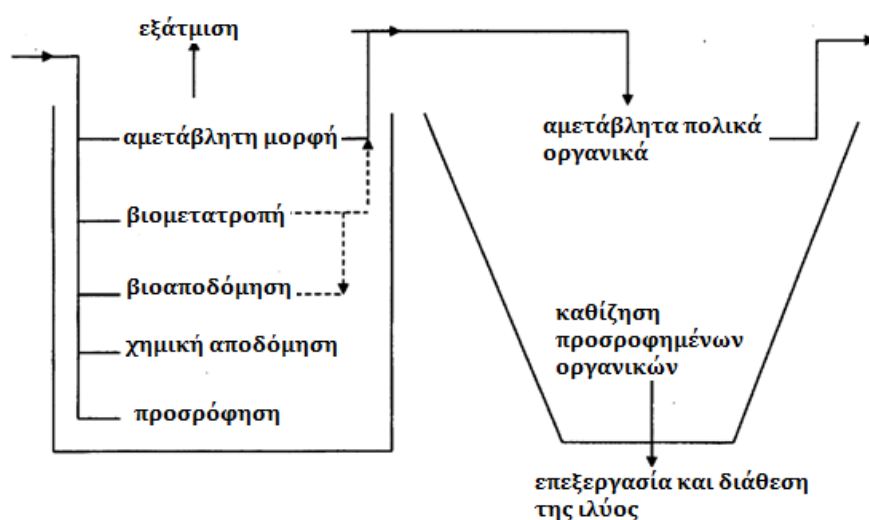 εξάτμιση
αμετάβλητη μορφή
βιομετατροπή
βιοαποδόμηση
χημική αποδόμηση
προσρόφηση
αμετάβλητα πολικά
οργανικά
καθίζηση
προσροφημένων
οργανικών
επεξεργασία και διάθεση
της ιλύος